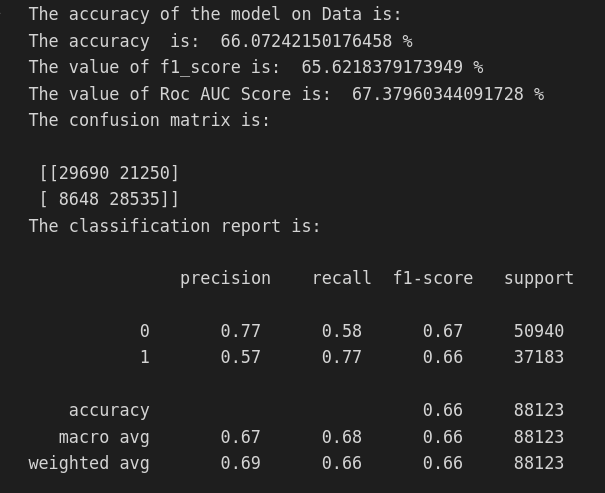 The accuracy of the model on Data is:
The accuracy  is:  66.07242150176458 %
The value of f1_score is:  65.6218379173949 %
The value of Roc AUC Score is:  67.37960344091728 %
The confusion matrix is:
[[29690 21250]
[ 8648 28535]]
The classification report is:
precision    recall  f1-score   support
0       0.77      0.58      0.67     50940
1       0.57      0.77      0.66     37183
accuracy                           0.66     88123
macro avg       0.67      0.68      0.66     88123
weighted avg       0.69      0.66      0.66     88123